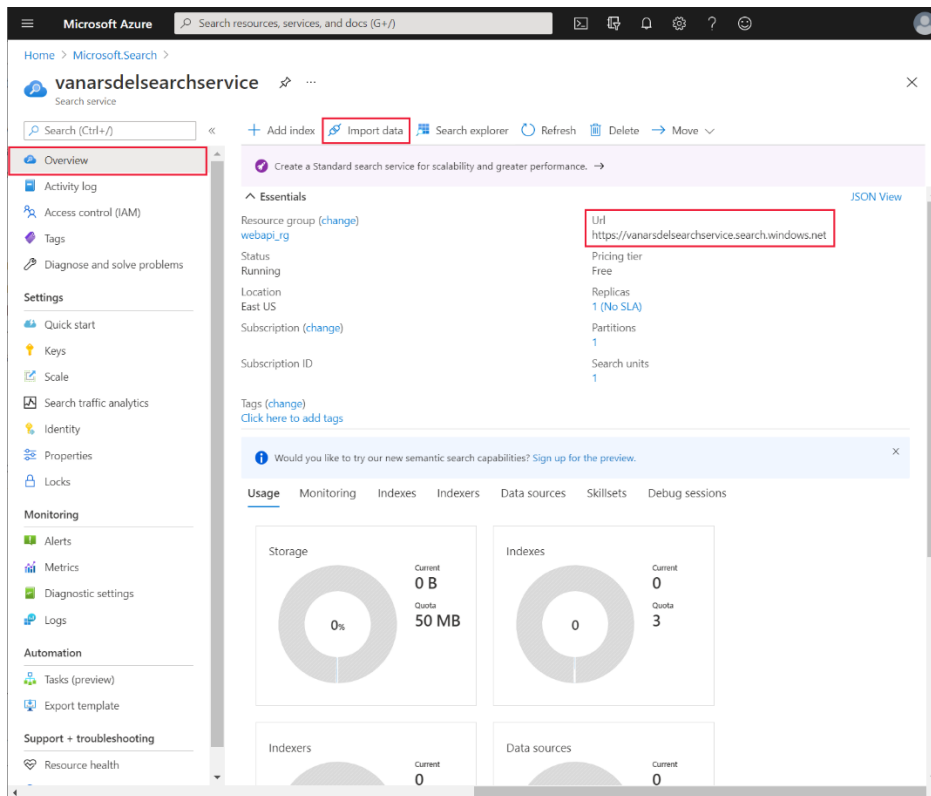 Microsoft Azure
Search resources, services, and docs (G+/)
Home > Microsoft.Search >
vanarsdelsearchservice
Search service
Search (Ctrl+/)
Overview
Activity log
Access control (IAM)
Tags
Diagnose and solve problems
Settings
Quick start
Keys
Scale
Search traffic analytics
Identity
Properties
Locks
Monitoring
Alerts
Metrics
Diagnostic settings
Logs
Automation
Tasks (preview)
Export template
Support + troubleshooting
Resource health
Add index Import data Search explorer Refresh Delete Move
Create a Standard search service for scalability and greater performance. →
Essentials
JSON View
Resource group (change)
webapi_rg
Status
Running
Location
East US
Subscription (change)
Subscription ID
Tags (change)
Click here to add tags
Url
https://vanarsdelsearchservice.search.windows.net
Pricing tier
Free
Replicas
1 (No SLA)
Partitions
1
Search units
1
Would you like to try our new semantic search capabilities? Sign up for the preview.
Usage Monitoring Indexes Indexers Data sources Skillsets Debug sessions
Storage
0%
Current
0 B
Quota
50 MB
Indexes
0
Current
0
Quota
3
Indexers
Current
0
Data sources
Current
0